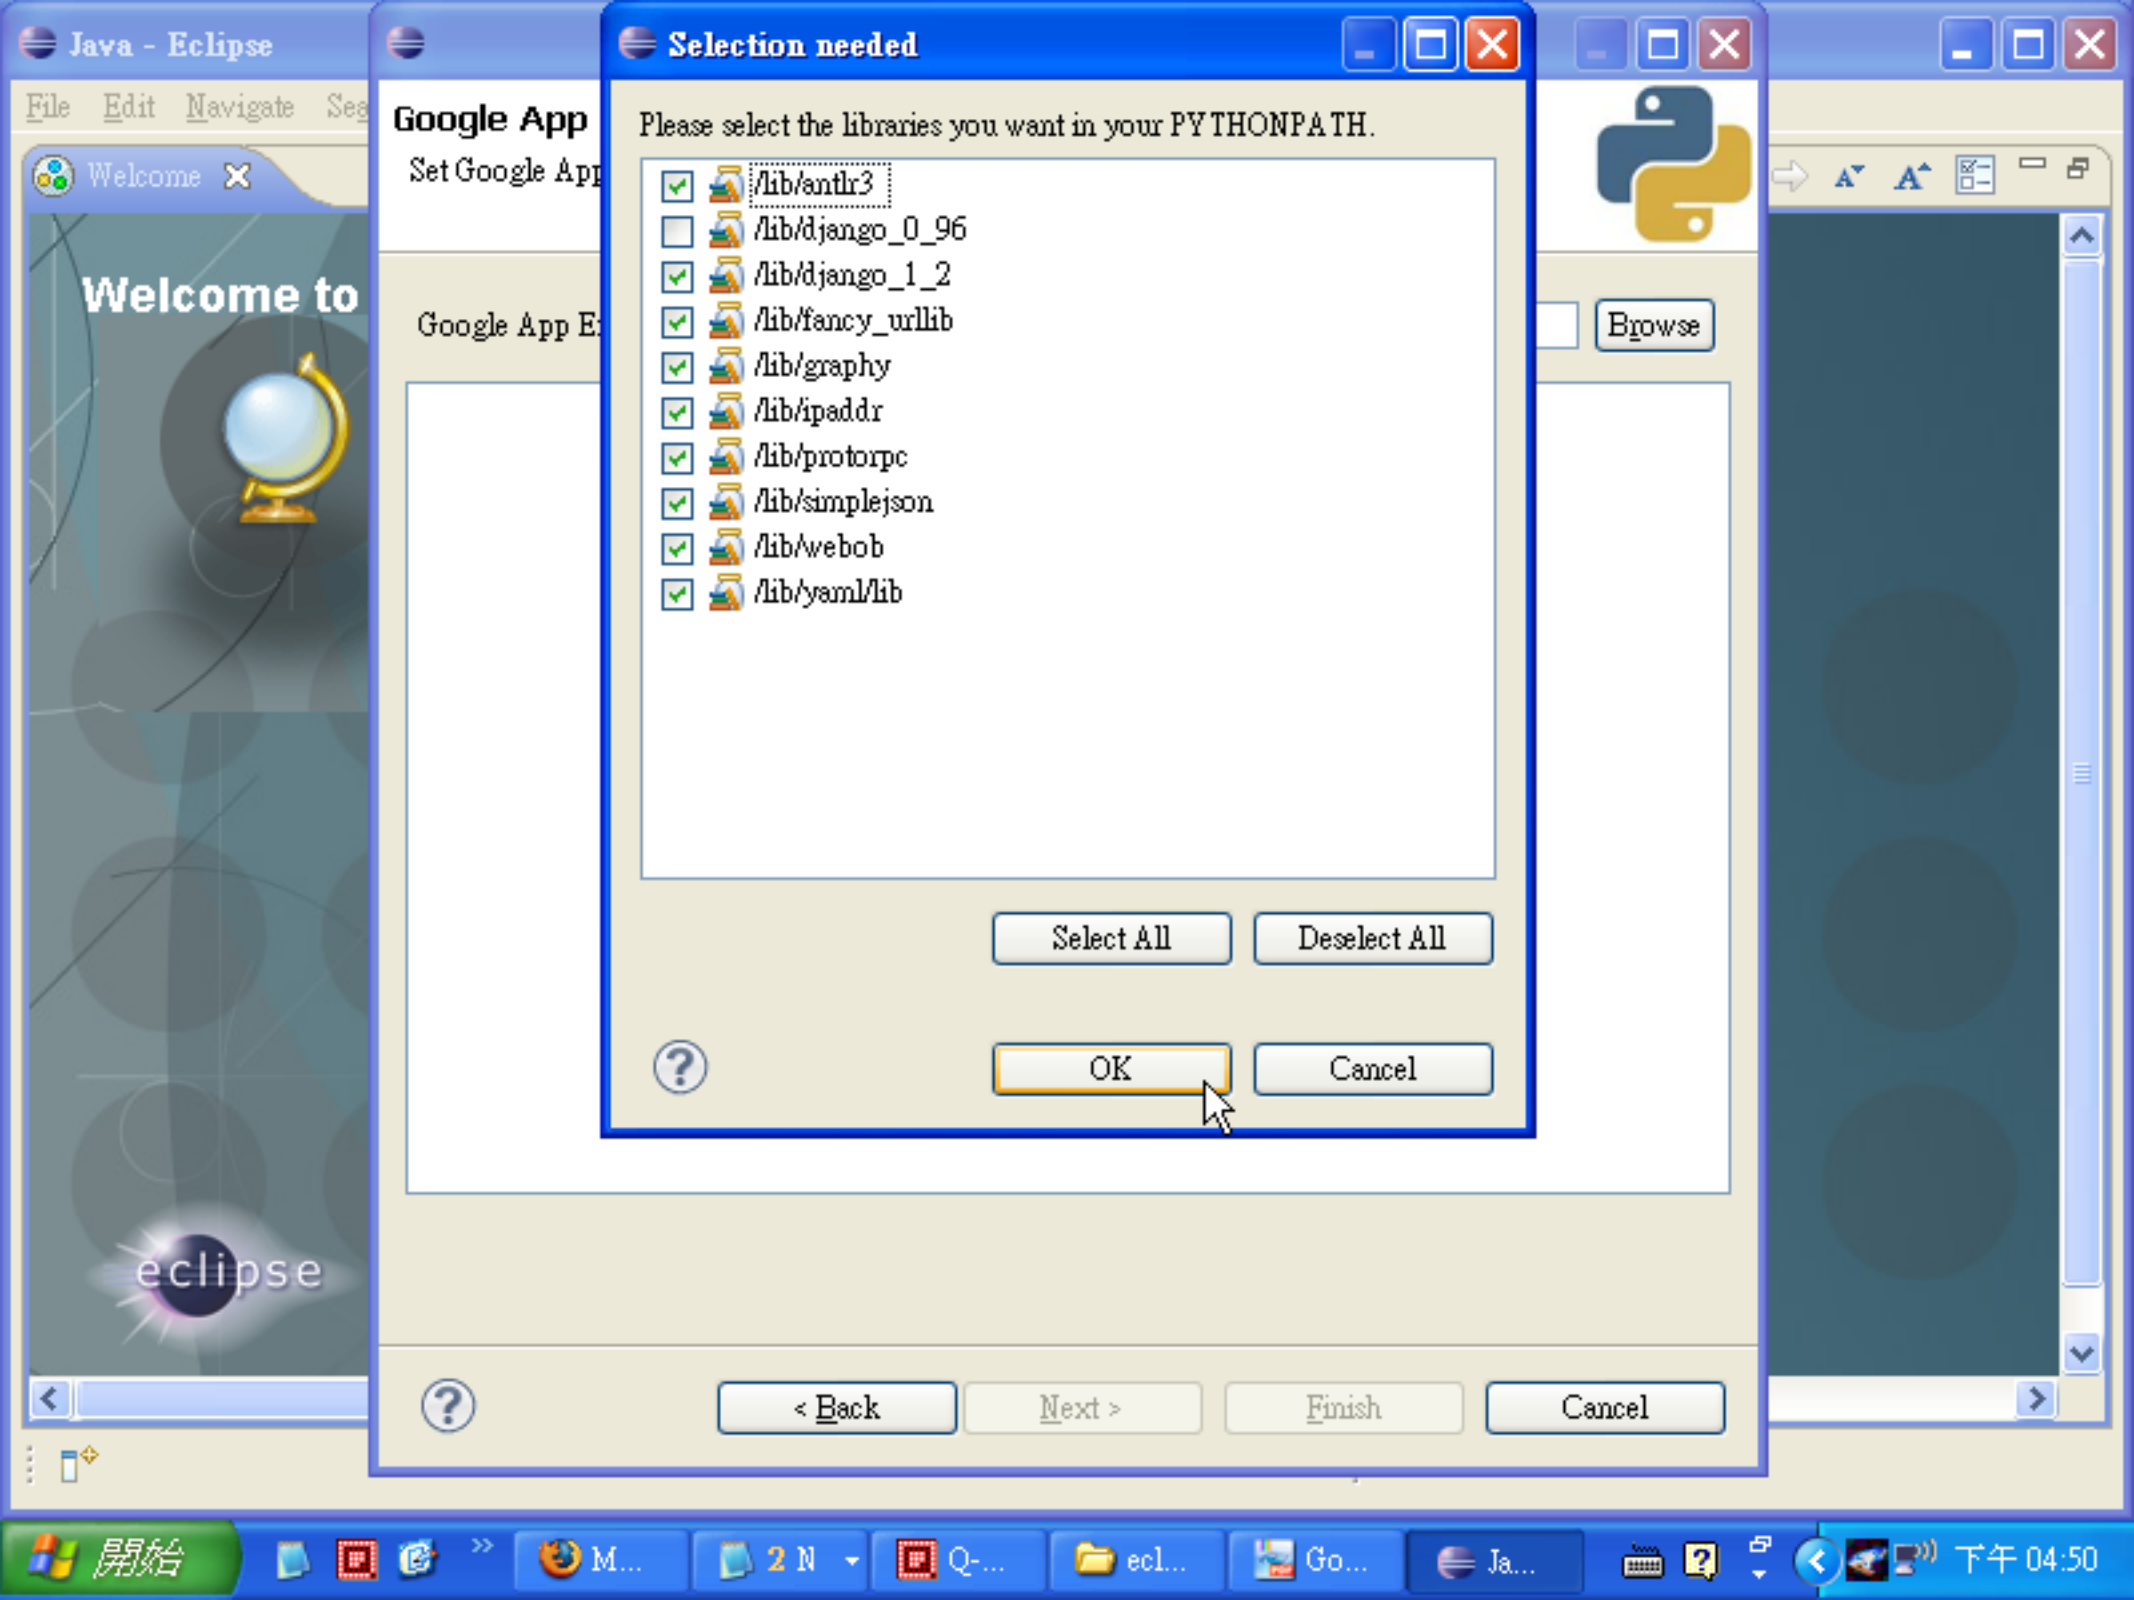 Java - Eclipse
File Edit Navigate Sea
Welcome
Welcome to
eclipse
Google App
Set Google App
Google App E
Browse
< Back Next > Finish Cancel
Selection needed
Please select the libraries you want in your PYTHONPATH.
/lib/antlr3
/lib/django_0_96
/lib/django_1_2
/lib/fancy_urllib
/lib/graphy
/lib/ipaddr
/lib/protorpc
/lib/simplejson
/lib/webob
/lib/yaml/lib
Select All Deselect All
OK Cancel
開始 M... 2 N Q-... ecl... Go... Ja... 下午 04:50